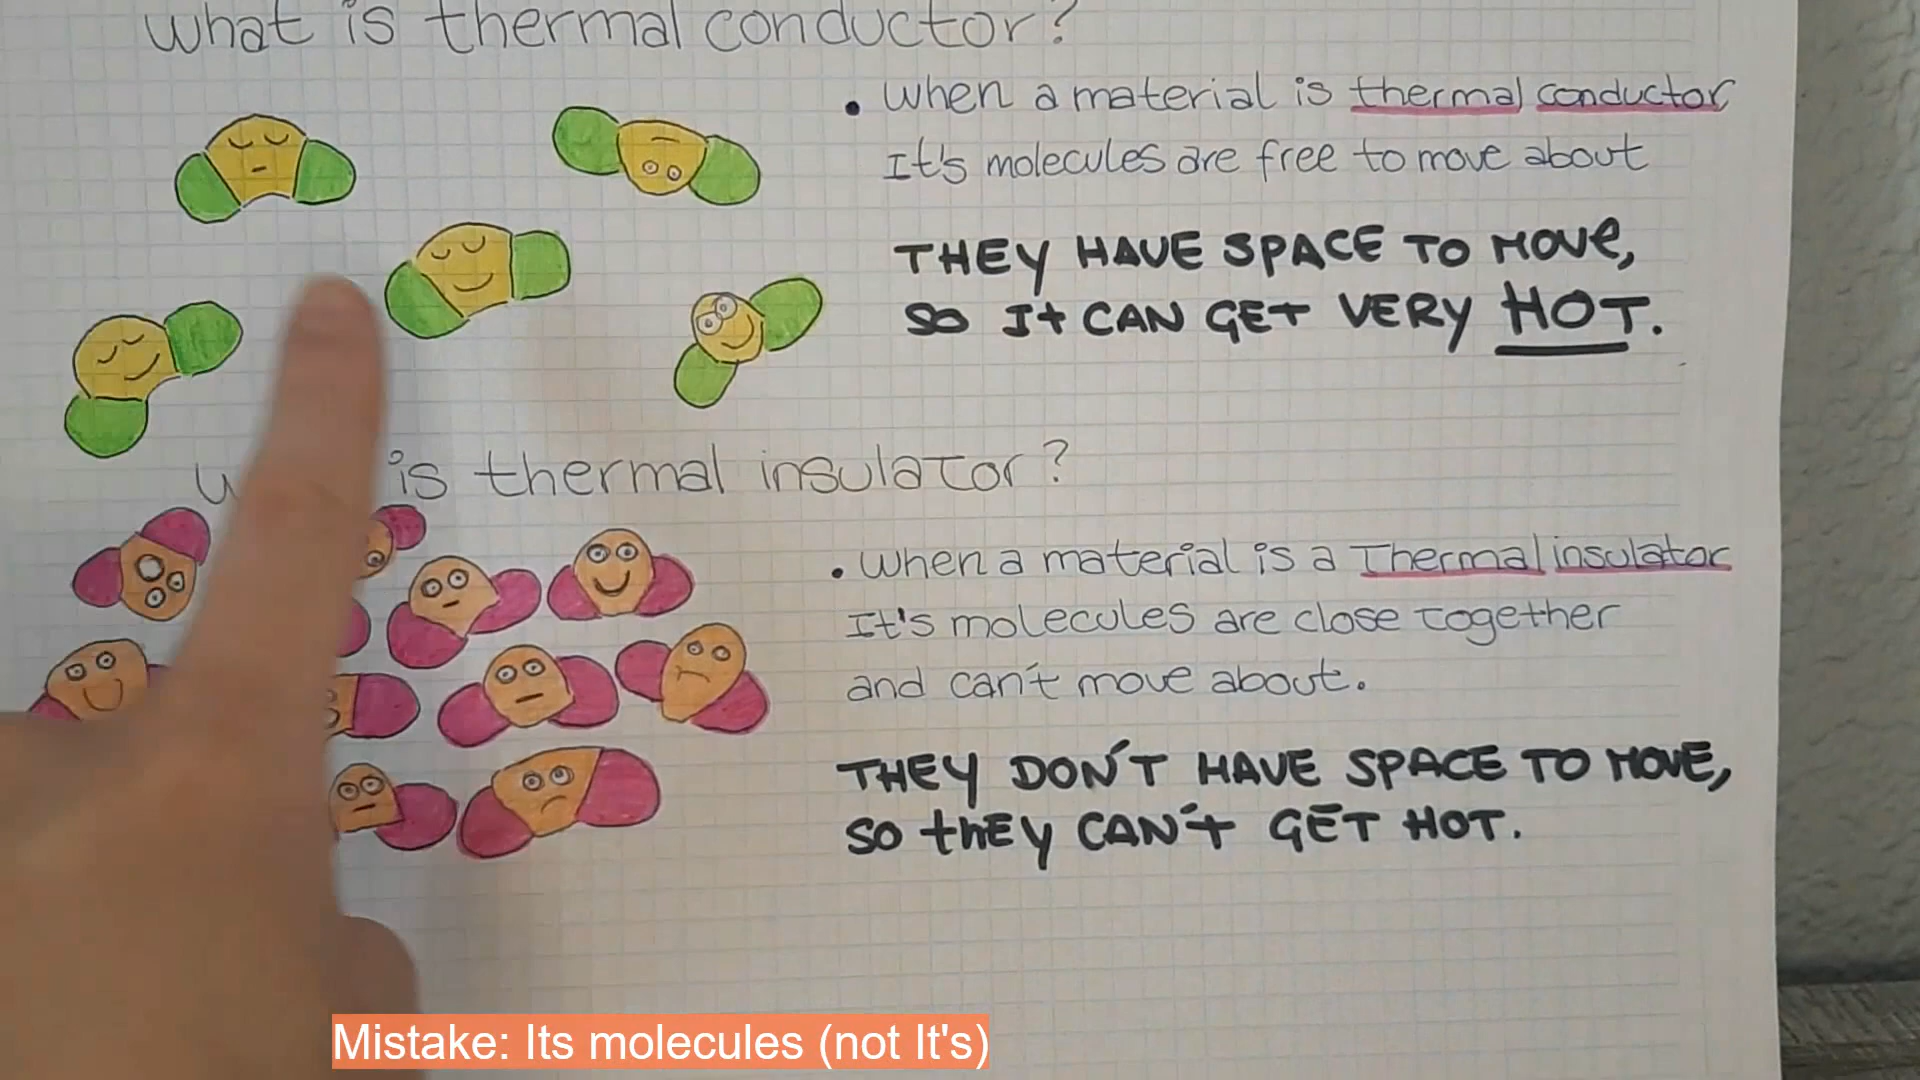 What is thermal conductor?
• When a material is thermal conductor
It's molecules are free to move about
THEY HAVE SPACE TO MOVE,
SO It CAN GET VERY HOT.
is thermal insulator?
• When a material is a Thermal insulator
It's molecules are close together
and can't move about.
THEY DON'T HAVE SPACE TO MOVE,
SO thEY CAN'T GET HOT.
Mistake: Its molecules (not It's)